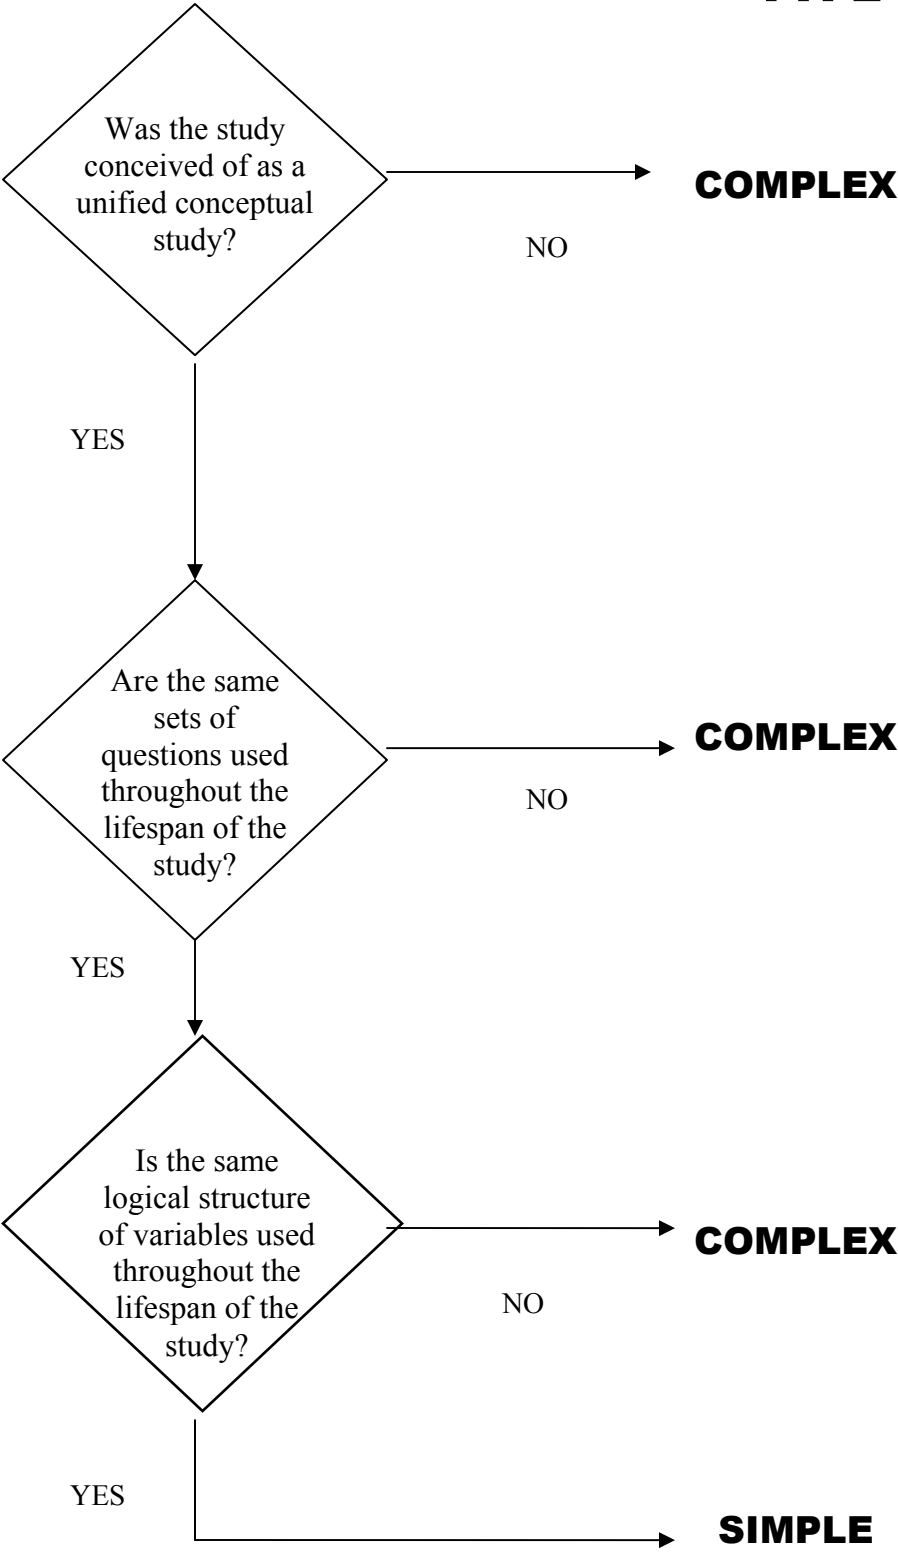 Was the study
conceived of as a
unified conceptual
study?
COMPLEX
NO
YES
Are the same
sets of
questions used
throughout the
lifespan of the
study?
COMPLEX
NO
YES
Is the same
logical structure
of variables used
throughout the
lifespan of the
study?
COMPLEX
NO
YES
SIMPLE